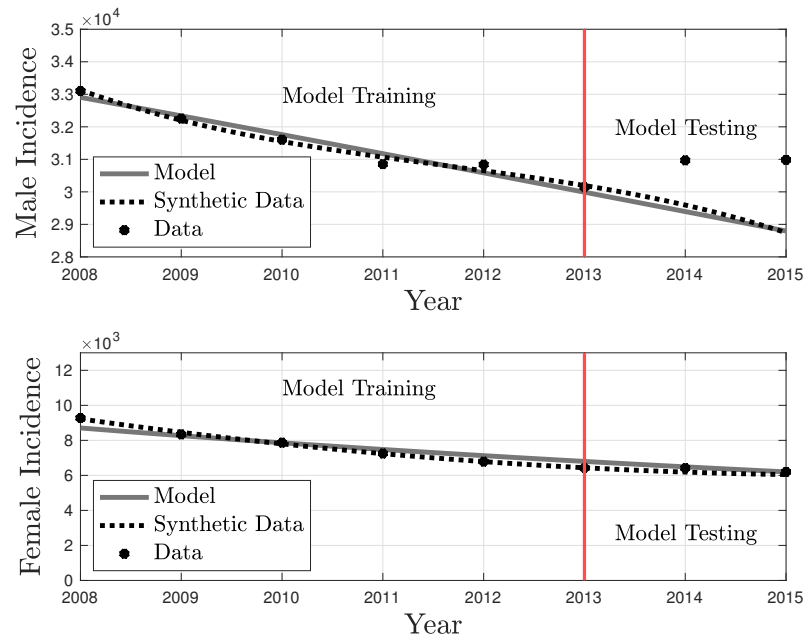 ×10⁴
3.5
3.4
3.3
3.2
3.1
3
2.9
2.8
Male Incidence
Model Training
Model Testing
Model
Synthetic Data
Data
2008 2009 2010 2011 2012 2013 2014 2015
Year
×10³
12
10
8
6
4
2
0
Female Incidence
Model Training
Model Testing
Model
Synthetic Data
Data
2008 2009 2010 2011 2012 2013 2014 2015
Year